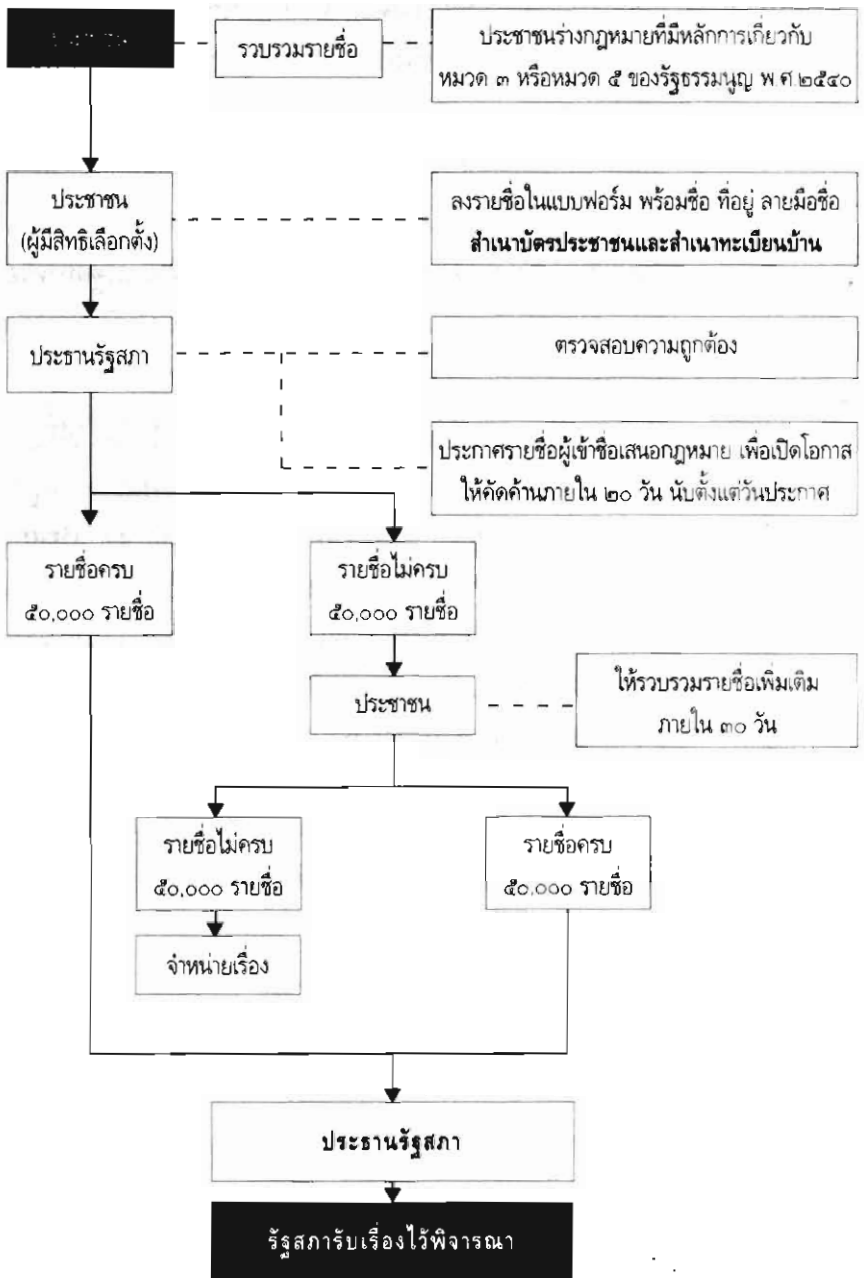 รวบรวมรายชื่อ
ประชาชนร่างกฎหมายที่มีหลักการเกี่ยวกับ
หมวด ๓ หรือหมวด ๕ ของรัฐธรรมนูญ พ.ศ.๒๕๔๐
ประชาชน
(ผู้มีสิทธิเลือกตั้ง)
ลงรายชื่อในแบบฟอร์ม พร้อมชื่อ ที่อยู่ ลายมือชื่อ
สำเนาบัตรประชาชนและสำเนาทะเบียนบ้าน
ประธานรัฐสภา
ตรวจสอบความถูกต้อง
ประกาศรายชื่อผู้เข้าชื่อเสนอกฎหมาย เพื่อเปิดโอกาส
ให้คัดค้านภายใน ๒๐ วัน นับตั้งแต่วันประกาศ
รายชื่อครบ
๕๐,๐๐๐ รายชื่อ
รายชื่อไม่ครบ
๕๐,๐๐๐ รายชื่อ
ประชาชน
ให้รวบรวมรายชื่อเพิ่มเติม
ภายใน ๓๐ วัน
รายชื่อไม่ครบ
๕๐,๐๐๐ รายชื่อ
รายชื่อครบ
๕๐,๐๐๐ รายชื่อ
จำหน่ายเรื่อง
ประธานรัฐสภา
รัฐสภารับเรื่องไว้พิจารณา